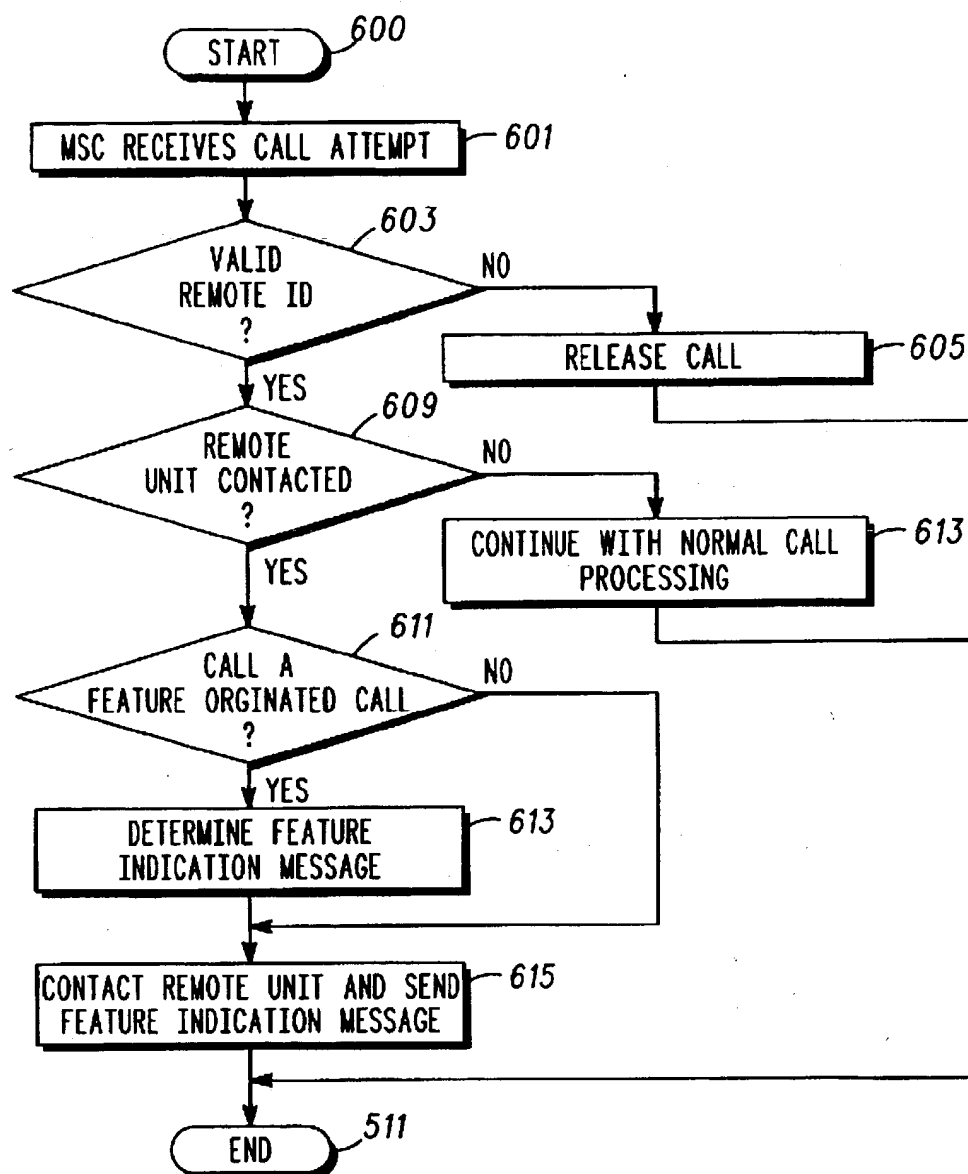 START
600
MSC RECEIVES CALL ATTEMPT
601
603
VALID
REMOTE ID
?
NO
YES
RELEASE CALL
605
609
REMOTE
UNIT CONTACTED
?
NO
YES
CONTINUE WITH NORMAL CALL
PROCESSING
613
611
CALL A
FEATURE ORGINATED CALL
?
NO
YES
DETERMINE FEATURE
INDICATION MESSAGE
613
CONTACT REMOTE UNIT AND SEND
FEATURE INDICATION MESSAGE
615
END
511